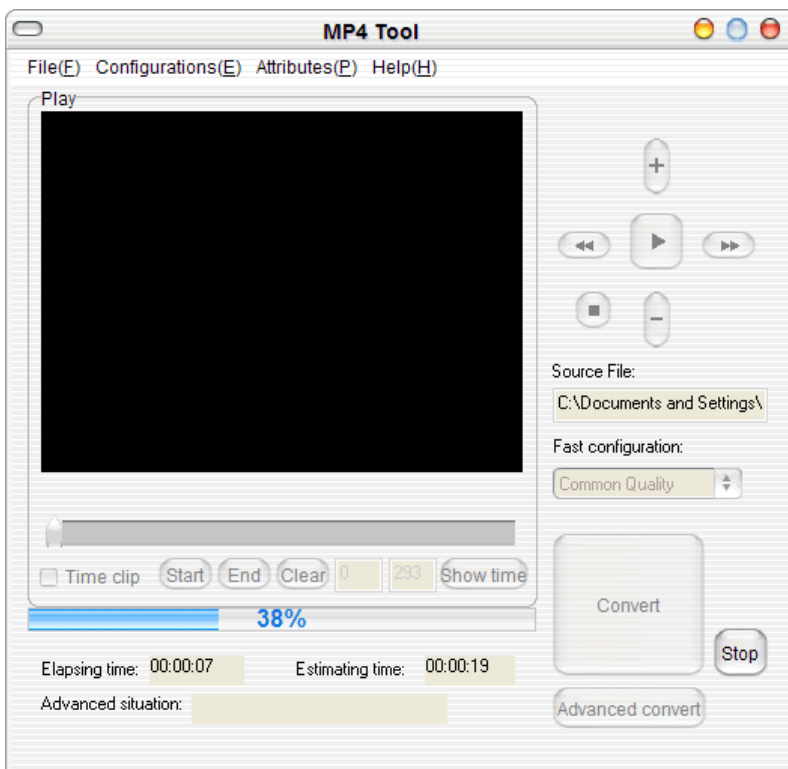 MP4 Tool
File(F) Configurations(E) Attributes(P) Help(H)
Play
Source File:
C:\Documents and Settings\
Fast configuration:
Common Quality
Time clip Start End Clear 0 293 Show time
Convert
38%
Stop
Elapsing time: 00:00:07 Estimating time: 00:00:19
Advanced situation:
Advanced convert